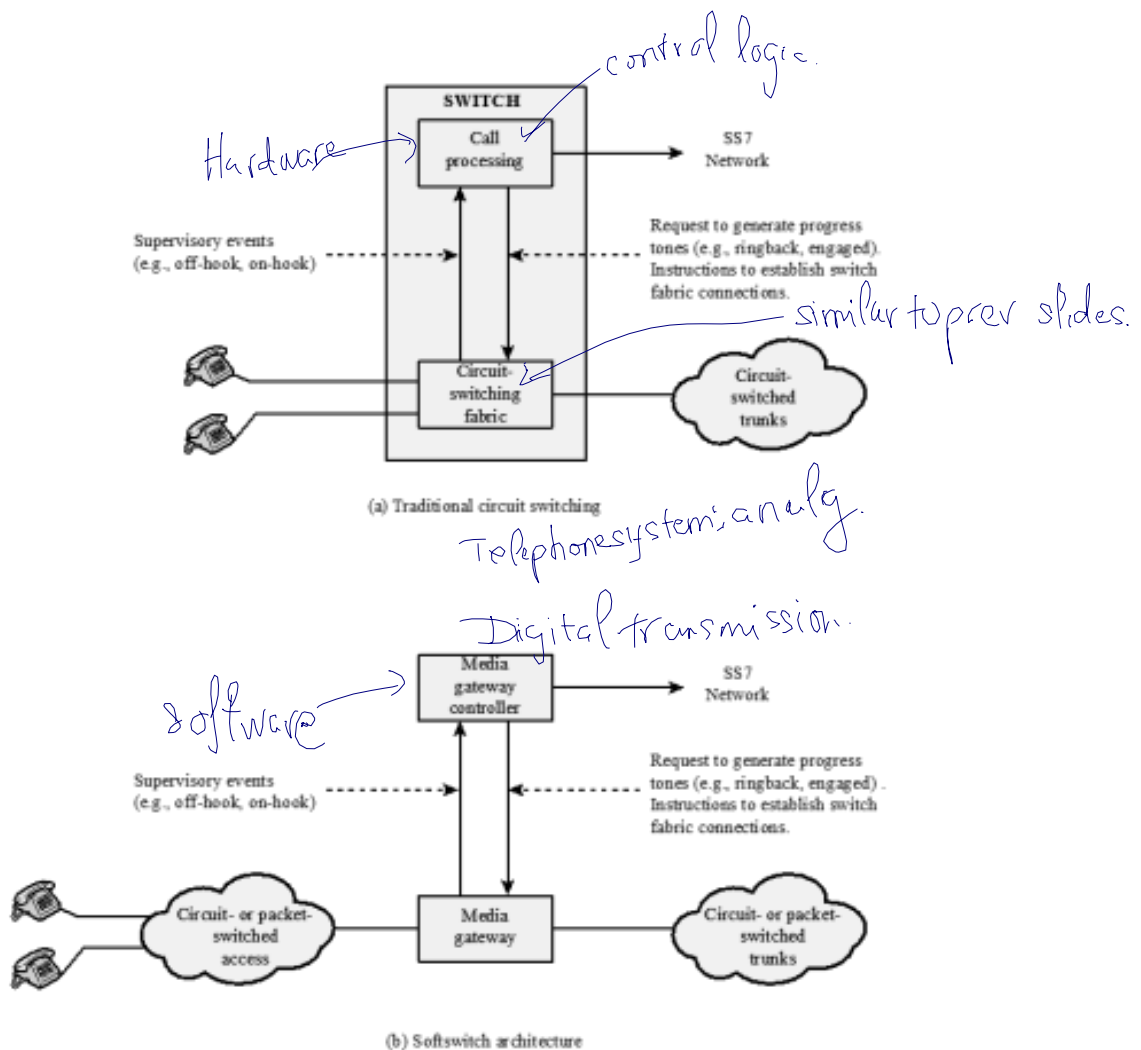 control logic.
SWITCH
Hardware
Call
processing
SS7
Network
Supervisory events
(e.g., off-hook, on-hook)
Request to generate progress
tones (e.g., ringback, engaged).
Instructions to establish switch
fabric connections.
similar to prev slides.
Circuit-
switching
fabric
Circuit-
switched
trunks
(a) Traditional circuit switching
Telephone system: analg.
Digital transmission.
software
Media
gateway
controller
SS7
Network
Supervisory events
(e.g., off-hook, on-hook)
Request to generate progress
tones (e.g., ringback, engaged) .
Instructions to establish switch
fabric connections.
Circuit- or packet-
switched
access
Media
gateway
Circuit- or packet-
switched
trunks
(b) Softswitch architecture